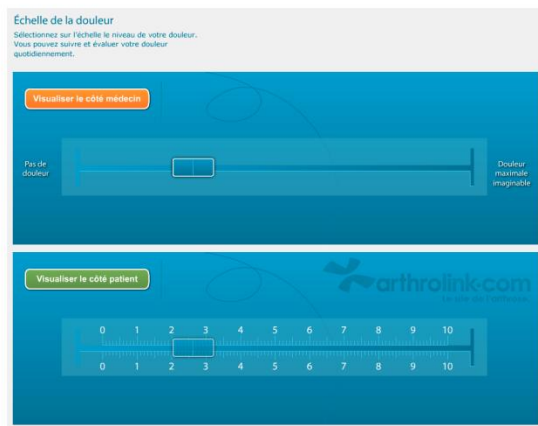 Échelle de la douleur
Sélectionnez sur l'échelle le niveau de votre douleur.
Vous pouvez suivre et évaluer votre douleur
quotidiennement.
Visualiser le côté médecin
Pas de
douleur
Douleur
maximale
imaginable
Visualiser le côté patient
arthrolink.com
0 1 2 3 4 5 6 7 8 9 10
0 1 2 3 4 5 6 7 8 9 10